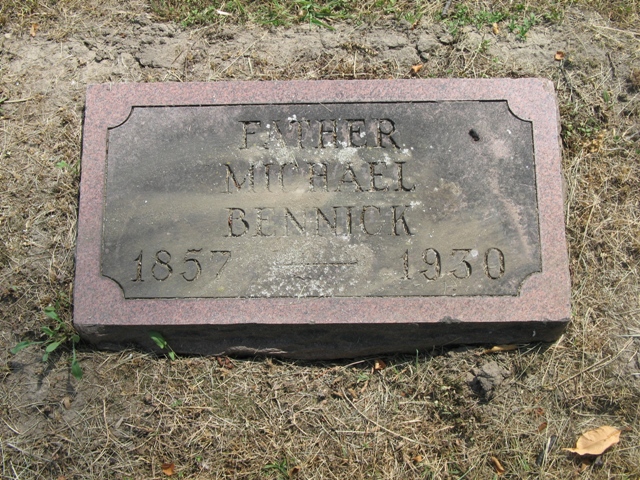 FATHER
MICHAEL
BENNICK
1857 — 1930